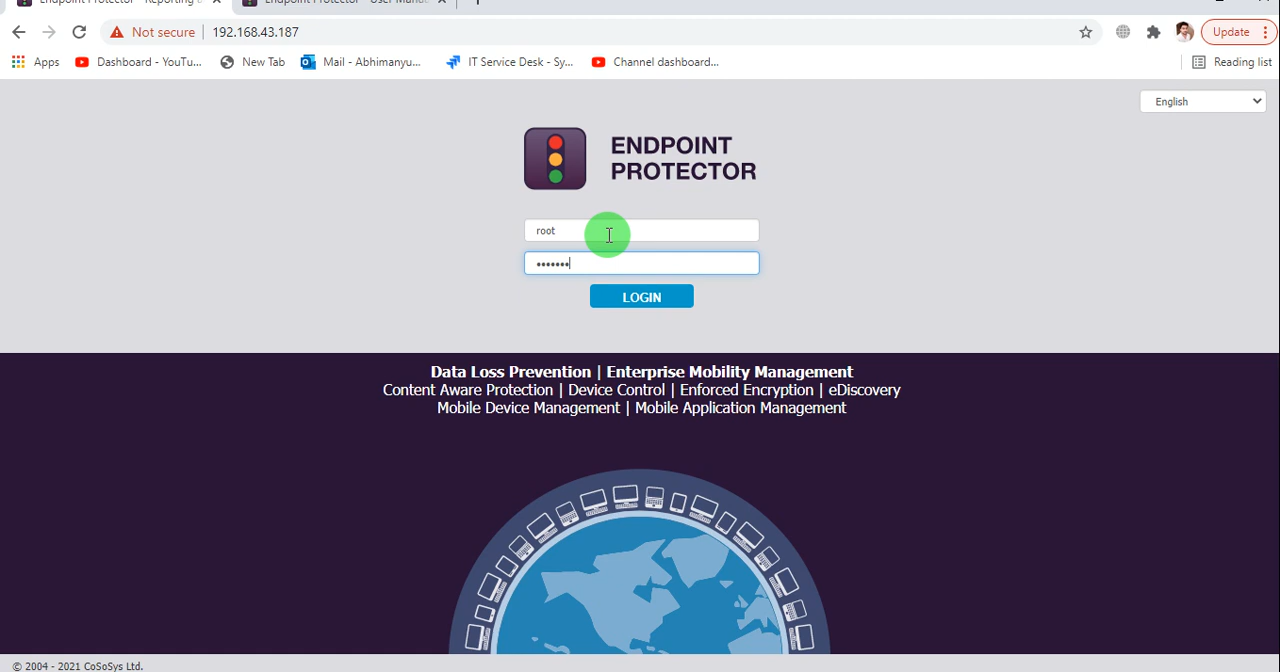 Endpoint Protector - Reporting
Endpoint Protector - User Mana
Not secure
192.168.43.187
Update
Apps
Dashboard - YouTu...
New Tab
Mail - Abhimanyu...
IT Service Desk - Sy...
Channel dashboard...
Reading list
English
ENDPOINT
PROTECTOR
root
•••••••
LOGIN
Data Loss Prevention | Enterprise Mobility Management
Content Aware Protection | Device Control | Enforced Encryption | eDiscovery
Mobile Device Management | Mobile Application Management
© 2004 - 2021 CoSoSys Ltd.